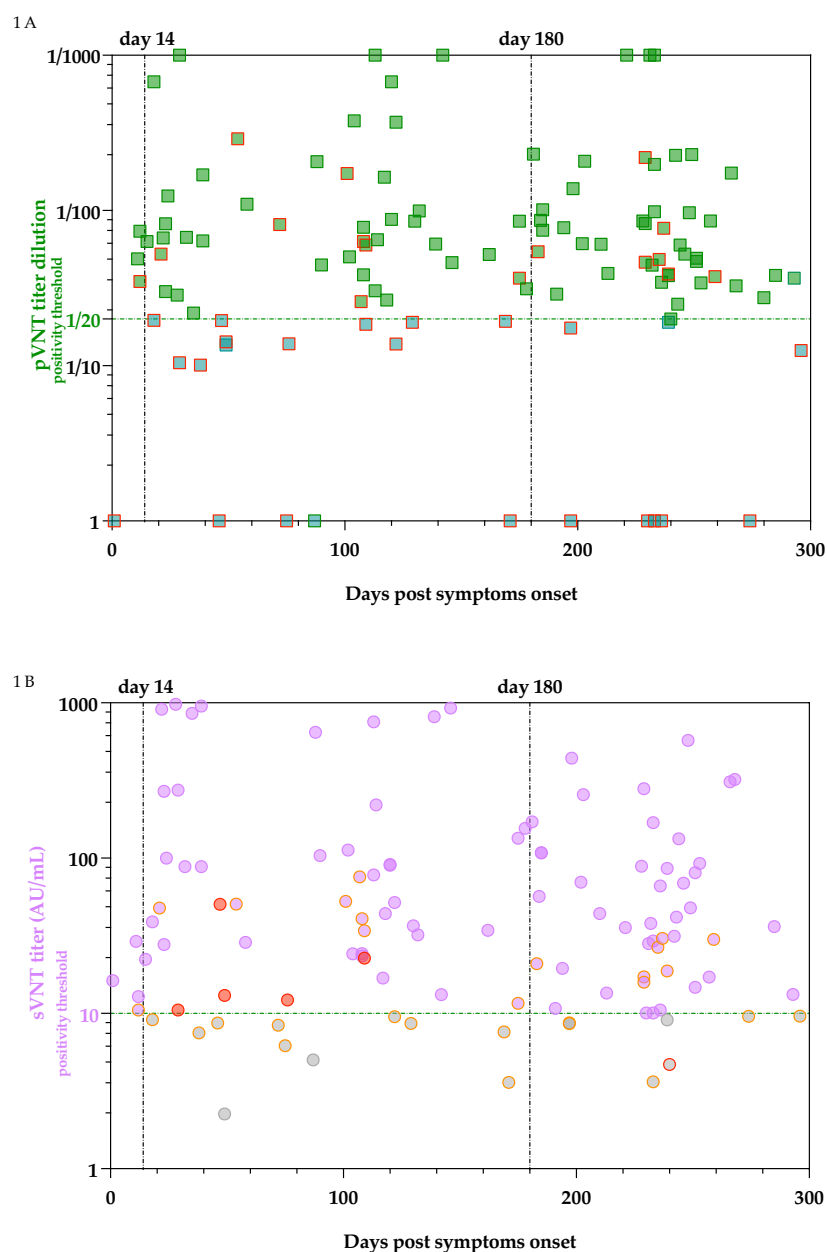 1 A
day 14
day 180
1/1000
1/100
1/20
1/10
1
pVNT titer dilution
positivity threshold
0
100
200
300
Days post symptoms onset
1 B
day 14
day 180
1000
100
10
1
sVNT titer (AU/mL)
positivity threshold
0
100
200
300
Days post symptoms onset